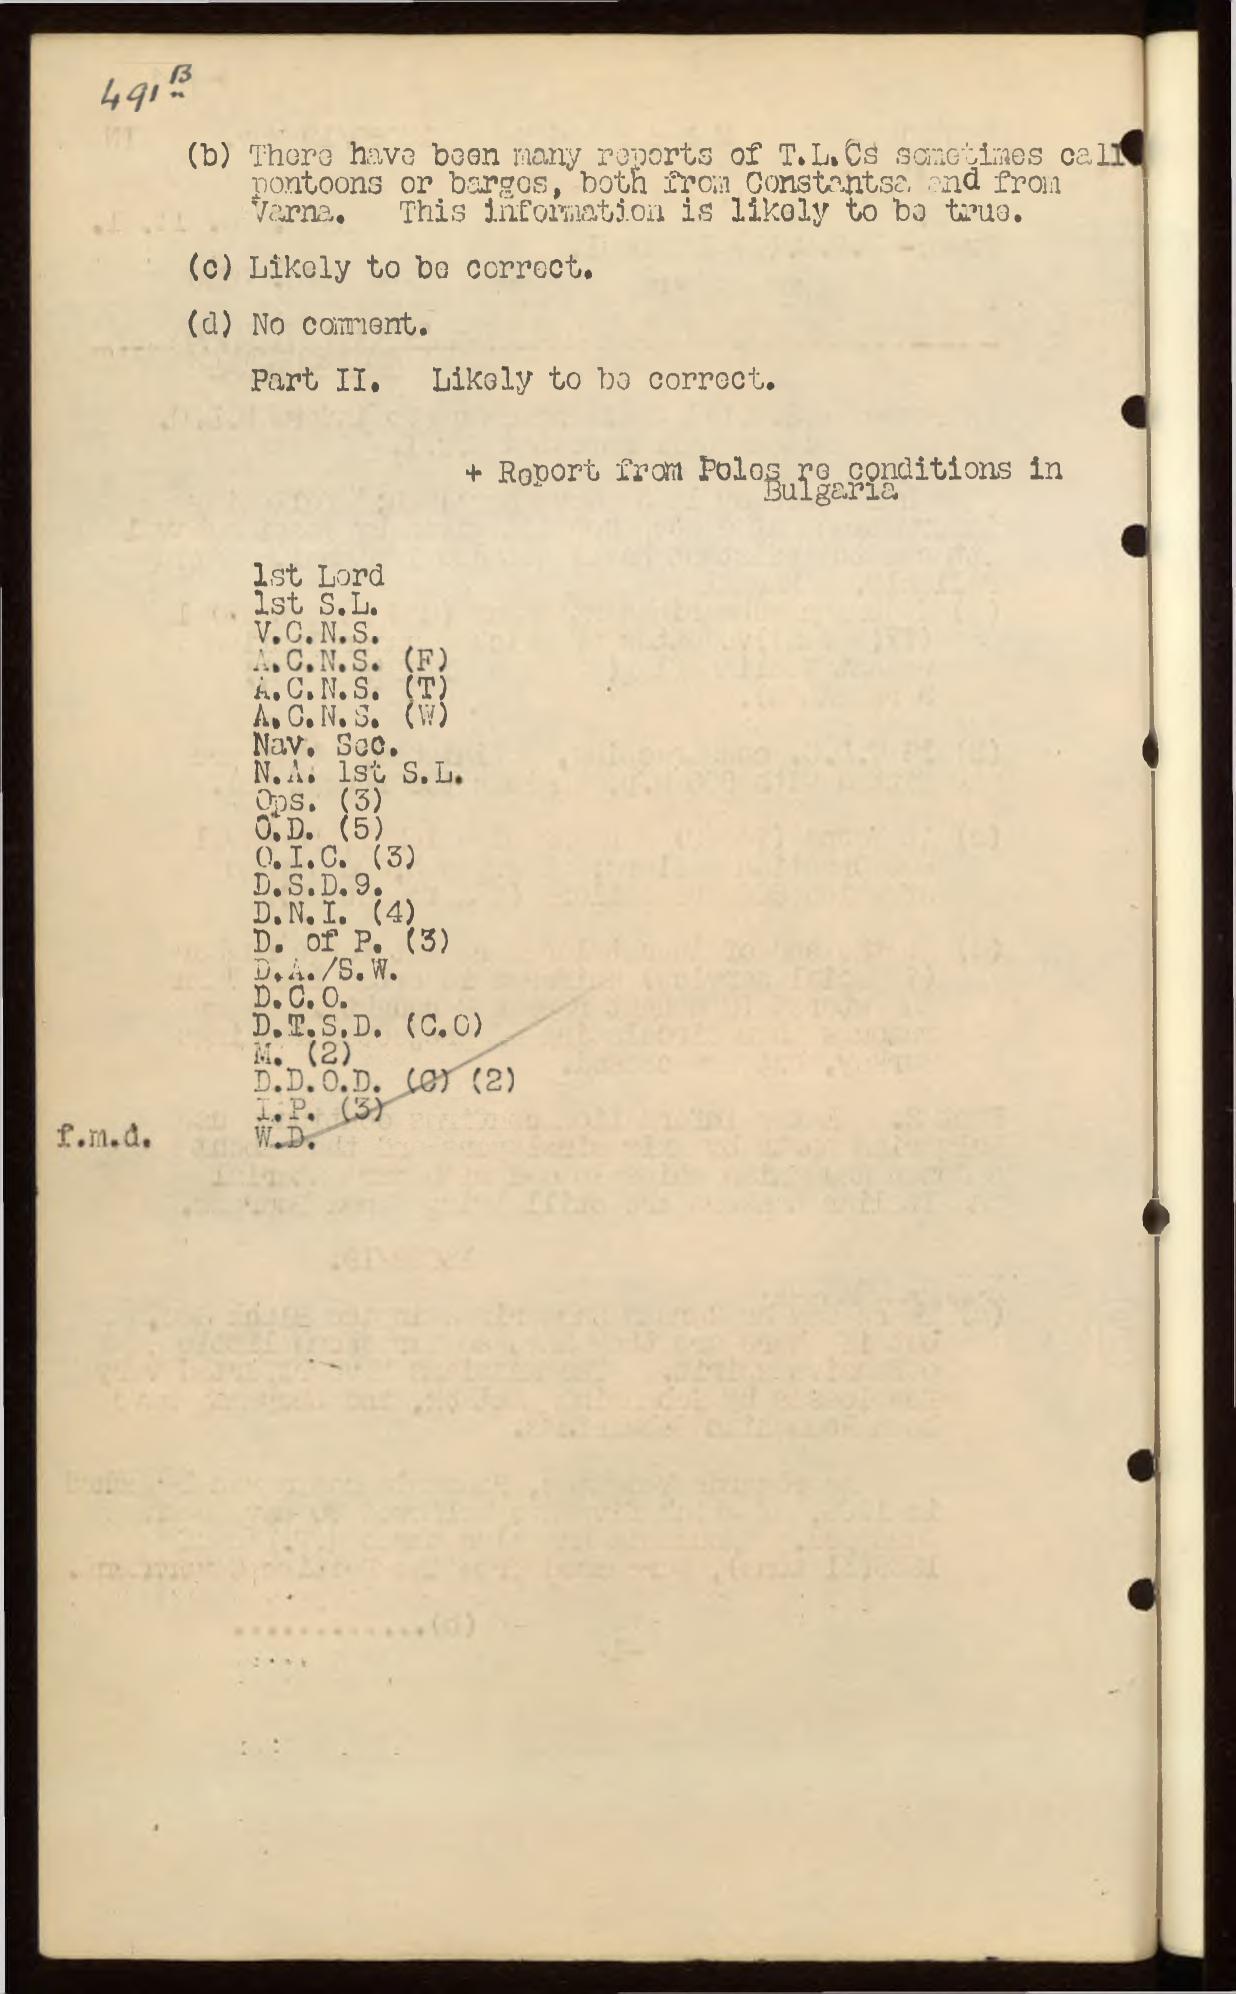 491 B
(b) There have been many reports of T.L.Cs sometimes call
pontoons or barges, both from Constantsa and from
Varna. This information is likely to be true.
(c) Likely to be correct.
(d) No comment.
Part II. Likely to be correct.
+ Report from Poles re conditions in
Bulgaria
1st Lord
1st S.L.
V.C.N.S.
A.C.N.S. (F)
A.C.N.S. (T)
A.C.N.S. (W)
Nav. Sec.
N.A. 1st S.L.
Ops. (3)
O.D. (5)
O.I.C. (3)
D.S.D.9.
D.N.I. (4)
D. of P. (3)
D.A./S.W.
D.C.O.
D.T.S.D. (C.O)
M. (2)
D.D.O.D. (C) (2)
I.P. (3)
f.m.d. W.D.